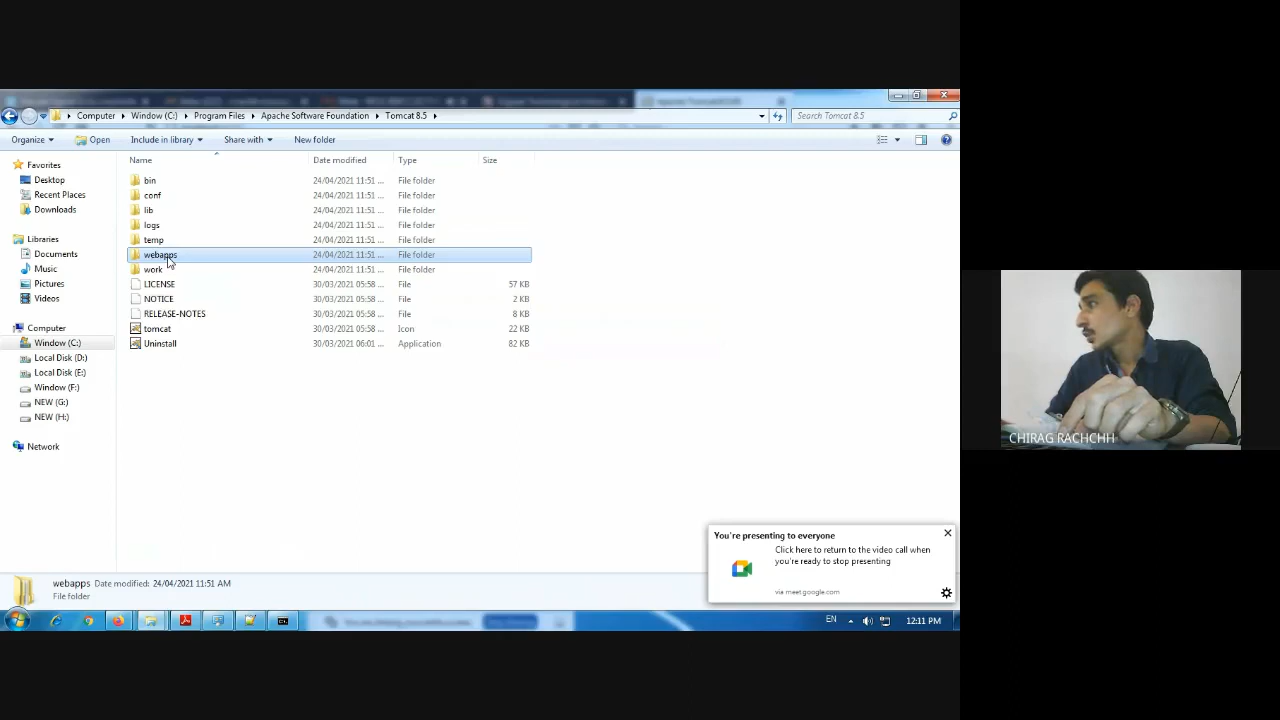 Computer Window (C:) Program Files Apache Software Foundation Tomcat 8.5
Search Tomcat 8.5
Organize Open Include in library Share with New folder
Name Date modified Type Size
Favorites
Desktop
Recent Places
Downloads
Libraries
Documents
Music
Pictures
Videos
Computer
Window (C:)
Local Disk (D:)
Local Disk (E:)
Window (F:)
NEW (G:)
NEW (H:)
Network
bin 24/04/2021 11:51 ... File folder
conf 24/04/2021 11:51 ... File folder
lib 24/04/2021 11:51 ... File folder
logs 24/04/2021 11:51 ... File folder
temp 24/04/2021 11:51 ... File folder
webapps 24/04/2021 11:51 ... File folder
work 24/04/2021 11:51 ... File folder
LICENSE 30/03/2021 05:58 ... File 57 KB
NOTICE 30/03/2021 05:58 ... File 2 KB
RELEASE-NOTES 30/03/2021 05:58 ... File 8 KB
tomcat 30/03/2021 05:58 ... Icon 22 KB
Uninstall 30/03/2021 06:01 ... Application 82 KB
You're presenting to everyone
Click here to return to the video call when
you're ready to stop presenting
via meet.google.com
webapps Date modified: 24/04/2021 11:51 AM
File folder
EN
12:11 PM
CHIRAG RACHCHH